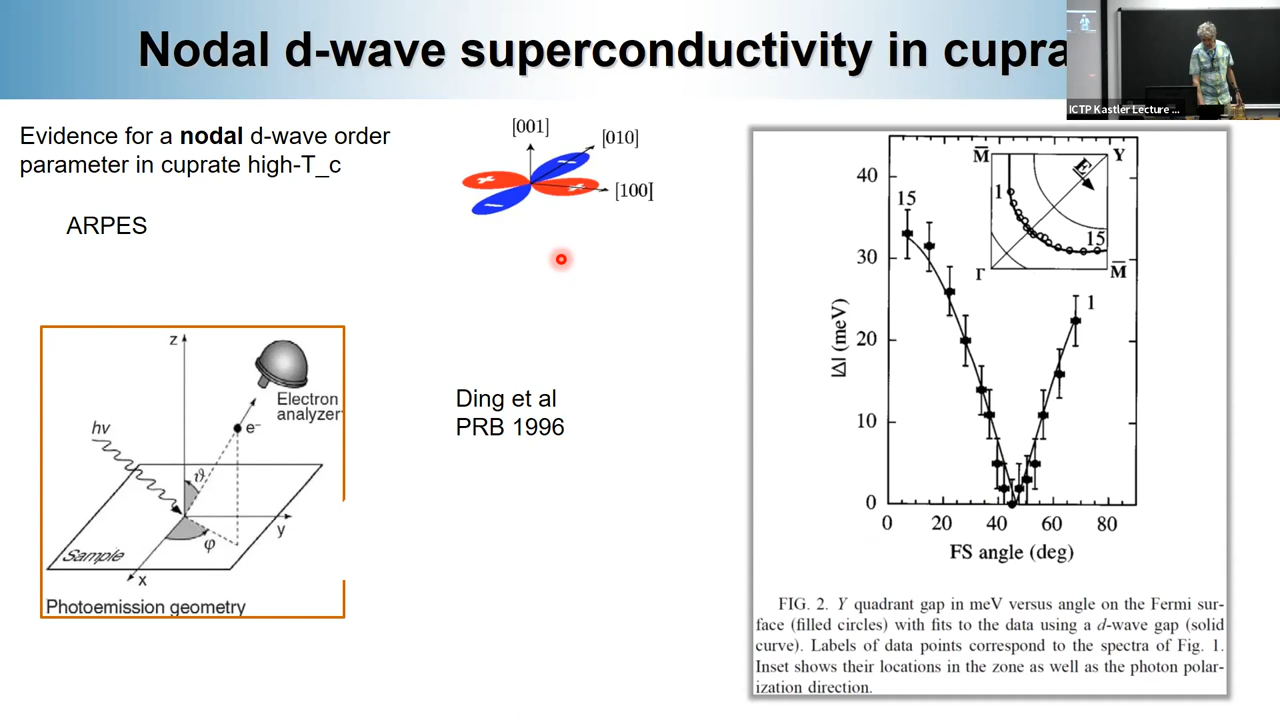 Nodal d-wave superconductivity in cupra
ICTP Kastler Lecture ...
Evidence for a nodal d-wave order
parameter in cuprate high-T_c
ARPES
[001]
[010]
[100]
+
−
+
−
z
Electron
analyzer
hν
e⁻
ϑ
y
φ
Sample
x
Photoemission geometry
Ding et al
PRB 1996
M̅
Y
E
1
15
Γ
M̅
15
1
40
30
20
10
0
|Δ| (meV)
0 20 40 60 80
FS angle (deg)
FIG. 2. Y quadrant gap in meV versus angle on the Fermi sur-
face (filled circles) with fits to the data using a d-wave gap (solid
curve). Labels of data points correspond to the spectra of Fig. 1.
Inset shows their locations in the zone as well as the photon polar-
ization direction.